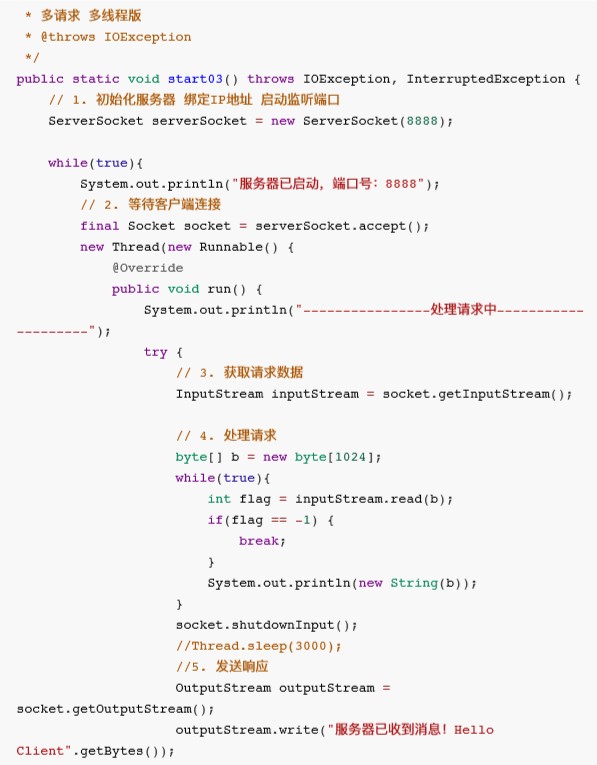 * 多请求 多线程版
* @throws IOException
*/
public static void start03() throws IOException, InterruptedException {
// 1. 初始化服务器 绑定IP地址 启动监听端口
ServerSocket serverSocket = new ServerSocket(8888);
while(true){
System.out.println("服务器已启动, 端口号: 8888");
// 2. 等待客户端连接
final Socket socket = serverSocket.accept();
new Thread(new Runnable() {
@Override
public void run() {
System.out.println("----------------处理请求中-----------
---------");
try {
// 3. 获取请求数据
InputStream inputStream = socket.getInputStream();
// 4. 处理请求
byte[] b = new byte[1024];
while(true){
int flag = inputStream.read(b);
if(flag == -1) {
break;
}
System.out.println(new String(b));
}
socket.shutdownInput();
//Thread.sleep(3000);
//5. 发送响应
OutputStream outputStream =
socket.getOutputStream();
outputStream.write("服务器已收到消息! Hello
Client".getBytes());